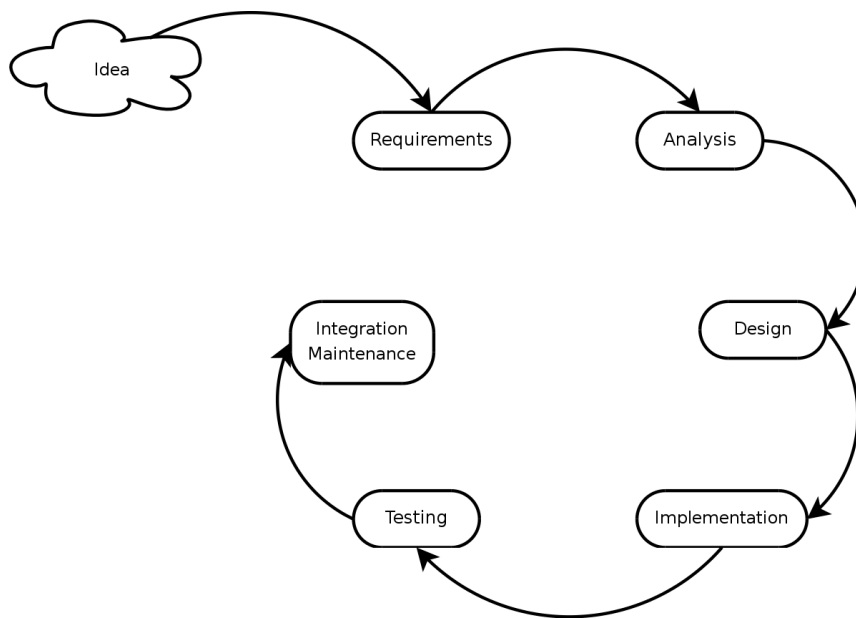 Idea
Requirements
Analysis
Design
Implementation
Testing
Integration
Maintenance